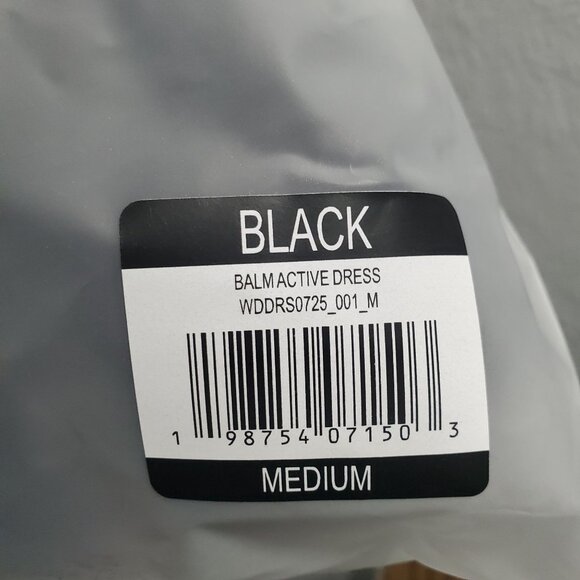 BLACK
BALM ACTIVE DRESS
WDDRS0725_001_M
1 98754 07150 3
MEDIUM